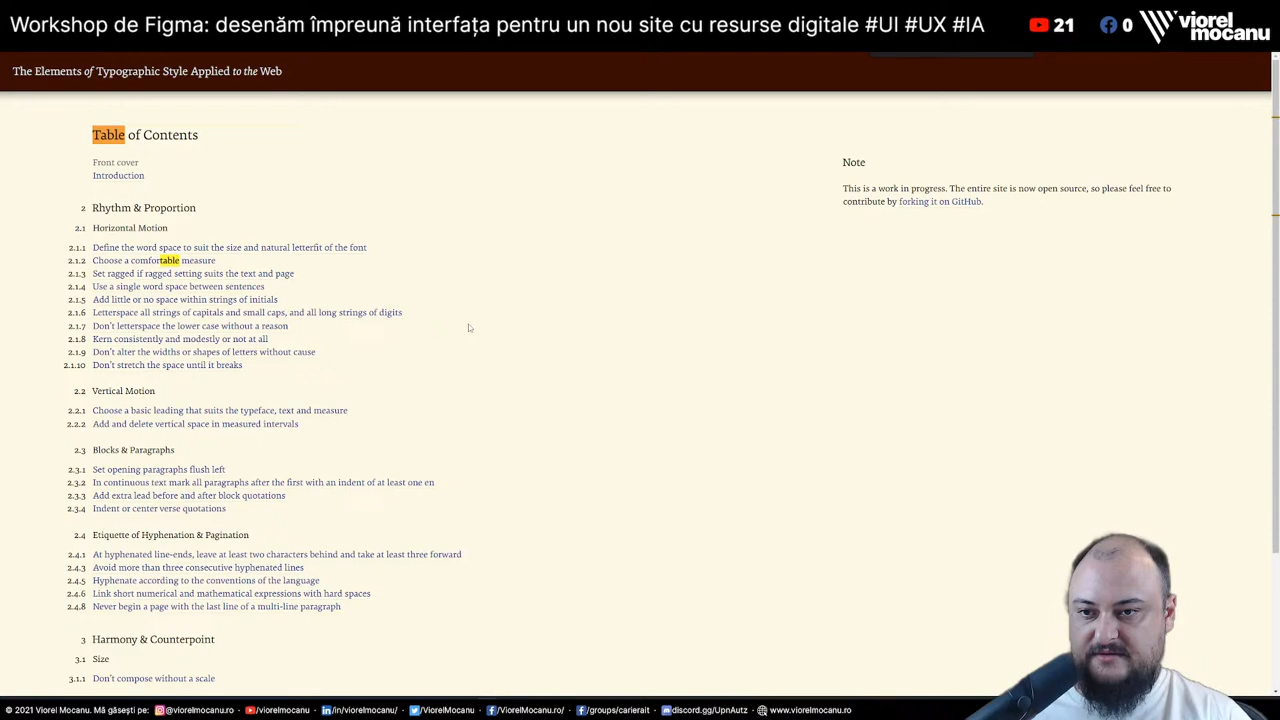 Workshop de Figma: desenăm împreună interfața pentru un nou site cu resurse digitale #UI #UX #IA
21
0
viorel
mocanu
The Elements of Typographic Style Applied to the Web
Table of Contents
Front cover
Introduction
2 Rhythm & Proportion
2.1 Horizontal Motion
2.1.1 Define the word space to suit the size and natural letterfit of the font
2.1.2 Choose a comfortable measure
2.1.3 Set ragged if ragged setting suits the text and page
2.1.4 Use a single word space between sentences
2.1.5 Add little or no space within strings of initials
2.1.6 Letterspace all strings of capitals and small caps, and all long strings of digits
2.1.7 Don't letterspace the lower case without a reason
2.1.8 Kern consistently and modestly or not at all
2.1.9 Don't alter the widths or shapes of letters without cause
2.1.10 Don't stretch the space until it breaks
2.2 Vertical Motion
2.2.1 Choose a basic leading that suits the typeface, text and measure
2.2.2 Add and delete vertical space in measured intervals
2.3 Blocks & Paragraphs
2.3.1 Set opening paragraphs flush left
2.3.2 In continuous text mark all paragraphs after the first with an indent of at least one en
2.3.3 Add extra lead before and after block quotations
2.3.4 Indent or center verse quotations
2.4 Etiquette of Hyphenation & Pagination
2.4.1 At hyphenated line-ends, leave at least two characters behind and take at least three forward
2.4.3 Avoid more than three consecutive hyphenated lines
2.4.5 Hyphenate according to the conventions of the language
2.4.6 Link short numerical and mathematical expressions with hard spaces
2.4.8 Never begin a page with the last line of a multi-line paragraph
3 Harmony & Counterpoint
3.1 Size
3.1.1 Don't compose without a scale
Note
This is a work in progress. The entire site is now open source, so please feel free to
contribute by forking it on GitHub.
© 2021 Viorel Mocanu. Mă găsești pe: @viorelmocanu.ro · /viorelmocanu · /in/viorelmocanu/ · /ViorelMocanu · /ViorelMocanu.ro/ · /groups/carierait · discord.gg/UpnAutz · www.viorelmocanu.ro